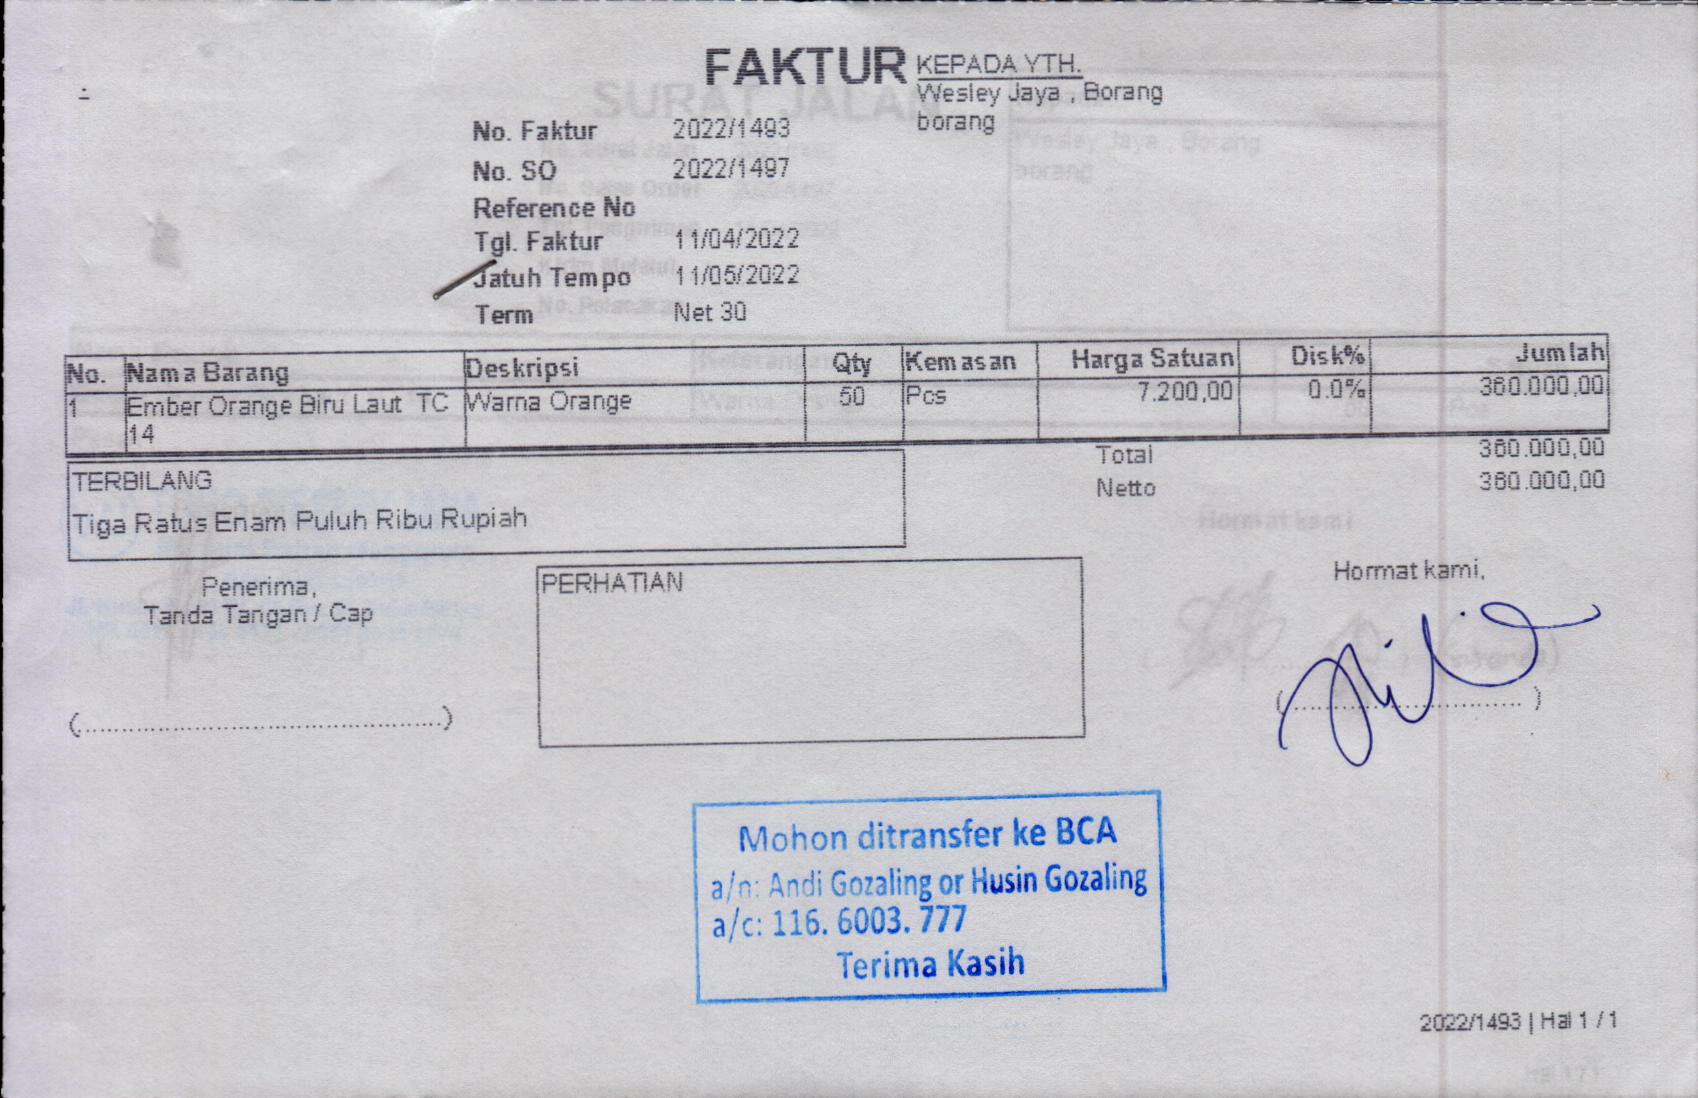 FAKTUR
KEPADA YTH.
Wesley Jaya , Borang
borang
No. Faktur 2022/1493
No. SO 2022/1497
Reference No
Tgl. Faktur 11/04/2022
Jatuh Tempo 11/05/2022
Term Net 30
No. Nama Barang Deskripsi Qty Kemasan Harga Satuan Disk% Jumlah
1 Ember Orange Biru Laut TC Warna Orange 50 Pcs 7.200,00 0.0% 360.000,00
14
Total 360.000,00
Netto 360.000,00
TERBILANG
Tiga Ratus Enam Puluh Ribu Rupiah
Penerima,
Tanda Tangan / Cap
(...............................................)
PERHATIAN
Hormat kami,
(................................)
Mohon ditransfer ke BCA
a/n: Andi Gozaling or Husin Gozaling
a/c: 116. 6003. 777
Terima Kasih
2022/1493 | Hal 1 / 1